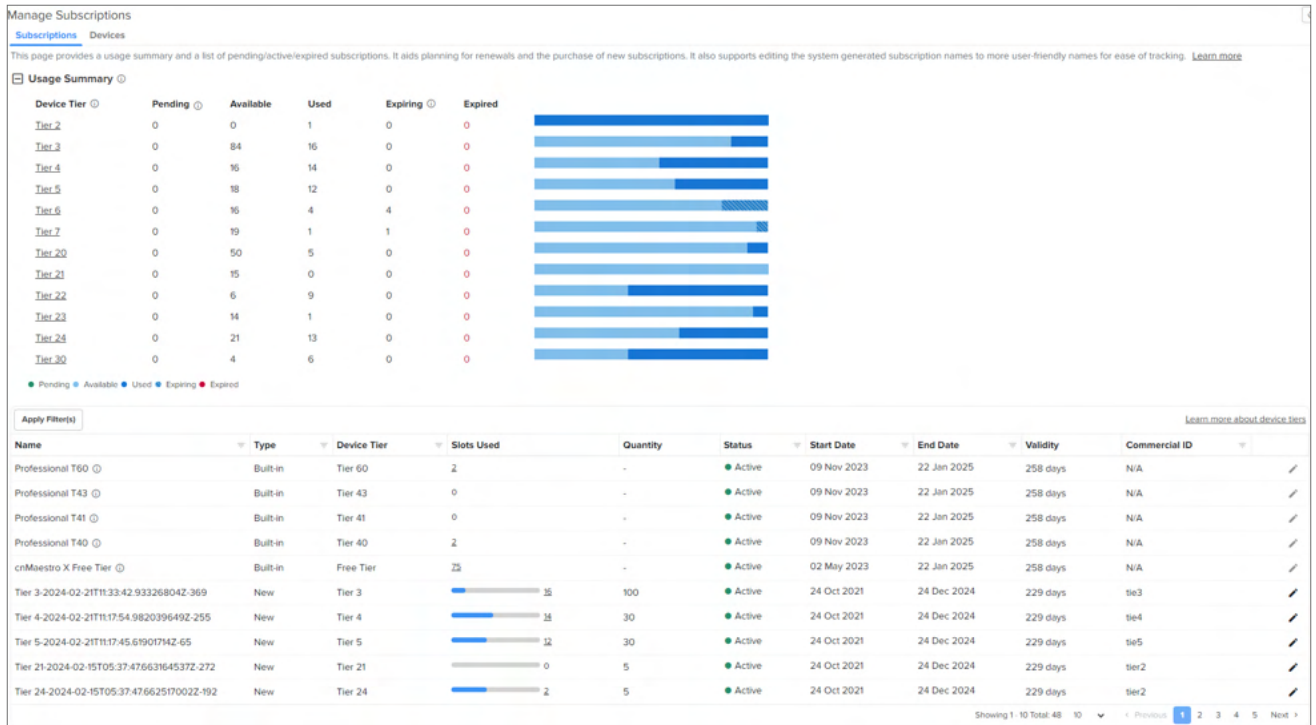 Manage Subscriptions
Subscriptions Devices
This page provides a usage summary and a list of pending/active/expired subscriptions. It aids planning for renewals and the purchase of new subscriptions. It also supports editing the system generated subscription names to more user-friendly names for ease of tracking. Learn more
Usage Summary
Device Tier Pending Available Used Expiring Expired
Tier 2 0 0 1 0 0
Tier 3 0 84 16 0 0
Tier 4 0 16 14 0 0
Tier 5 0 18 12 0 0
Tier 6 0 16 4 4 0
Tier 7 0 19 1 1 0
Tier 20 0 50 5 0 0
Tier 21 0 15 0 0 0
Tier 22 0 6 9 0 0
Tier 23 0 14 1 0 0
Tier 24 0 21 13 0 0
Tier 30 0 4 6 0 0
Pending Available Used Expiring Expired
Apply Filter(s) Learn more about device tiers
Name Type Device Tier Slots Used Quantity Status Start Date End Date Validity Commercial ID
Professional T60 Built-in Tier 60 2 - Active 09 Nov 2023 22 Jan 2025 258 days N/A
Professional T43 Built-in Tier 43 0 - Active 09 Nov 2023 22 Jan 2025 258 days N/A
Professional T41 Built-in Tier 41 0 - Active 09 Nov 2023 22 Jan 2025 258 days N/A
Professional T40 Built-in Tier 40 2 - Active 09 Nov 2023 22 Jan 2025 258 days N/A
cnMaestro X Free Tier Built-in Free Tier 75 - Active 02 May 2023 22 Jan 2025 258 days N/A
Tier 3-2024-02-21T11:33:42.93326804Z-369 New Tier 3 16 100 Active 24 Oct 2021 24 Dec 2024 229 days tie3
Tier 4-2024-02-21T11:17:54.982039649Z-255 New Tier 4 14 30 Active 24 Oct 2021 24 Dec 2024 229 days tie4
Tier 5-2024-02-21T11:17:45.61901714Z-65 New Tier 5 12 30 Active 24 Oct 2021 24 Dec 2024 229 days tie5
Tier 21-2024-02-15T05:37:47.663164537Z-272 New Tier 21 0 5 Active 24 Oct 2021 24 Dec 2024 229 days tier2
Tier 24-2024-02-15T05:37:47.662517002Z-192 New Tier 24 2 5 Active 24 Oct 2021 24 Dec 2024 229 days tier2
Showing 1 - 10 Total: 48 10 < Previous 1 2 3 4 5 Next >